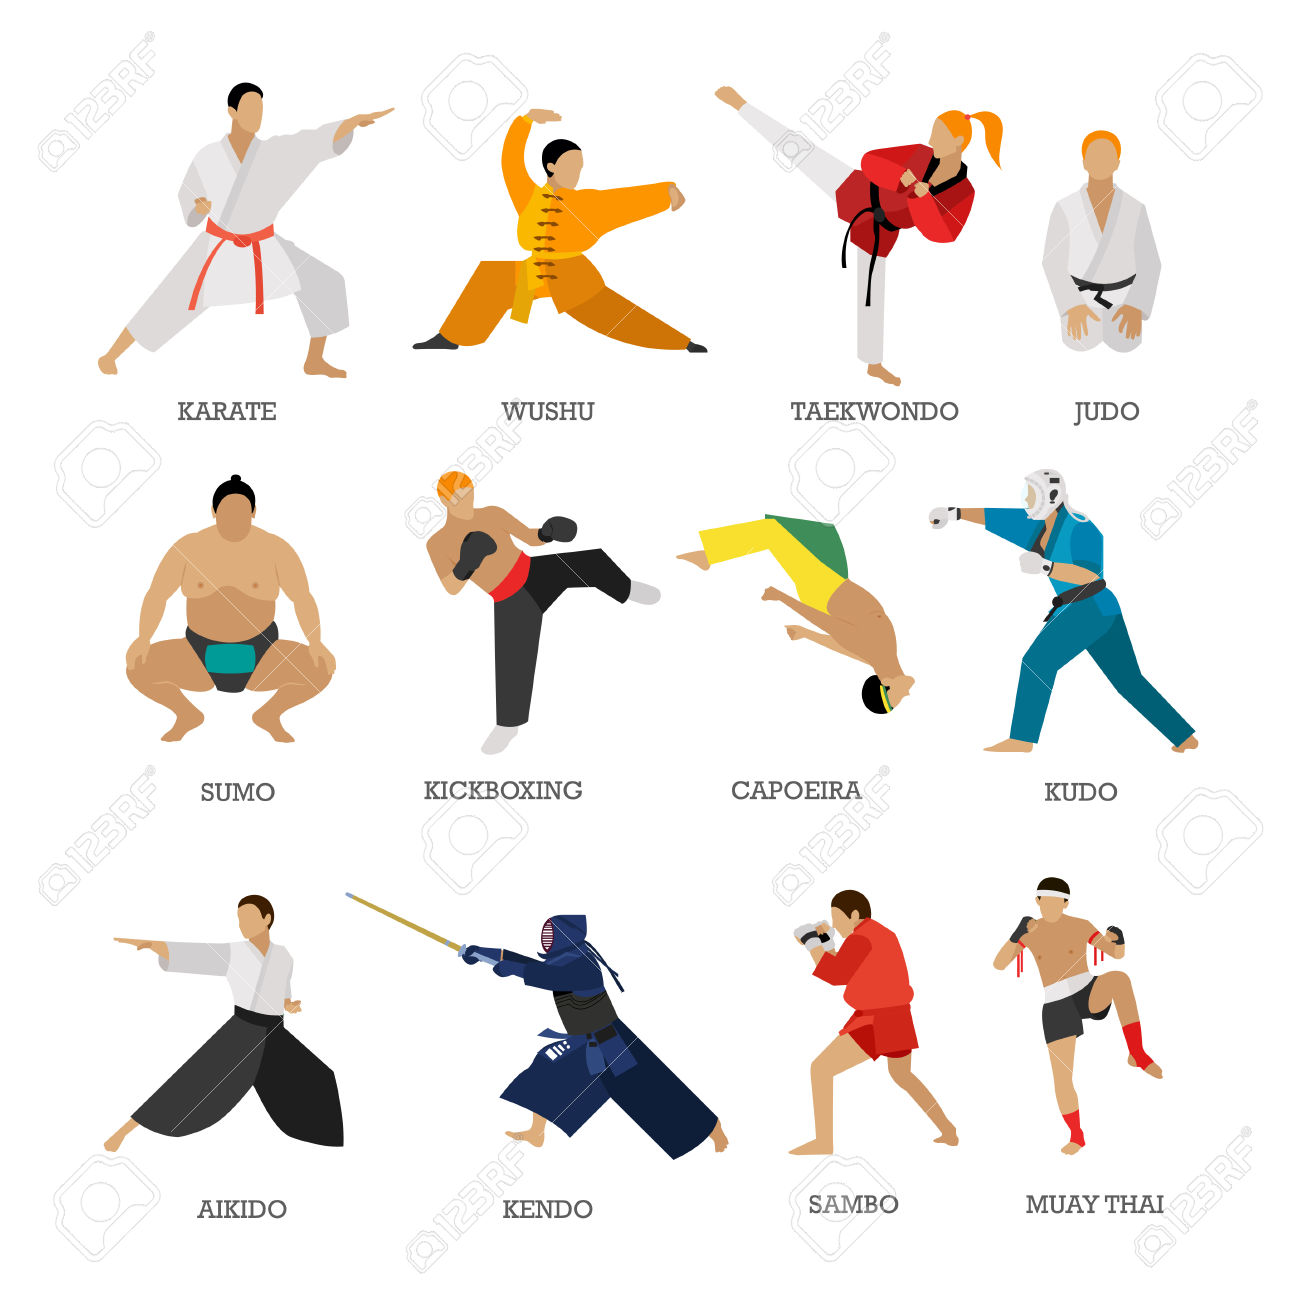 KARATE
WUSHU
TAEKWONDO
JUDO
SUMO
KICKBOXING
CAPOEIRA
KUDO
AIKIDO
KENDO
SAMBO
MUAY THAI
123RF
123RF
123RF
123RF
123RF
123RF
123RF
123RF
123RF